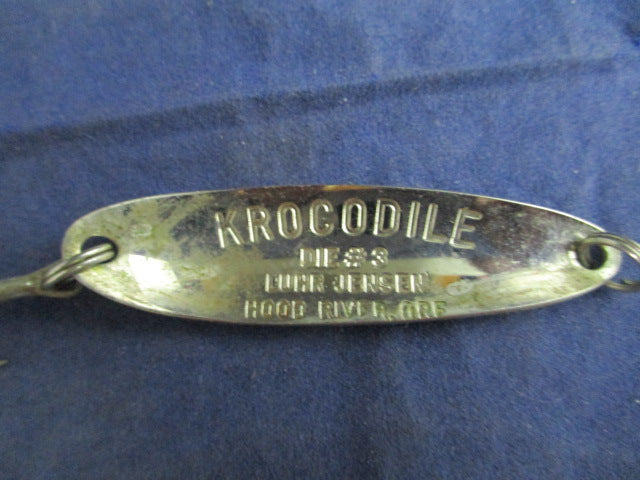 KROCODILE
DIE #3
LUHR JENSEN
HOOD RIVER, ORE